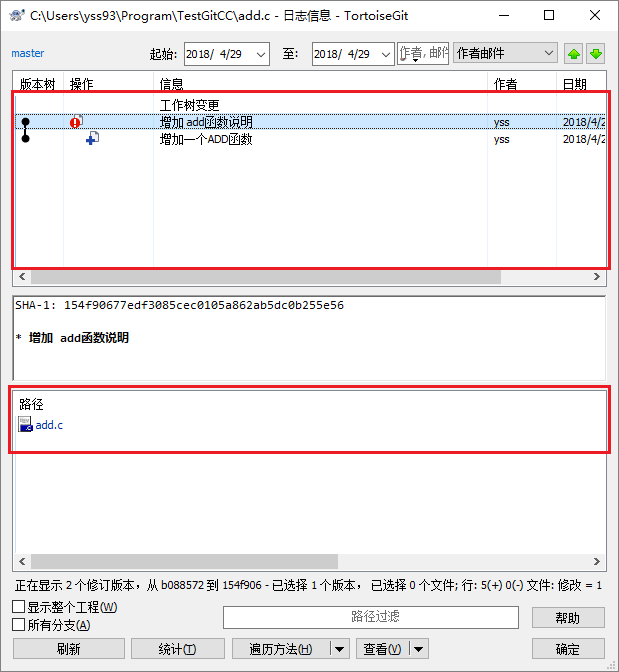 C:\Users\yss93\Program\TestGitCC\add.c - 日志信息 - TortoiseGit
master 起始: 2018/ 4/29 至: 2018/ 4/29 作者, 邮件 作者邮件
版本树 操作 信息 作者 日期
工作树变更
增加 add函数说明 yss 2018/4/2
增加一个ADD函数 yss 2018/4/2
SHA-1: 154f90677edf3085cec0105a862ab5dc0b255e56
* 增加 add函数说明
路径
add.c
正在显示 2 个修订版本，从 b088572 到 154f906 - 已选择 1 个版本， 已选择 0 个文件; 行: 5(+) 0(-) 文件: 修改 = 1
显示整个工程(W) 路径过滤 帮助
所有分支(A)
刷新 统计(T) 遍历方法(H) 查看(V) 确定